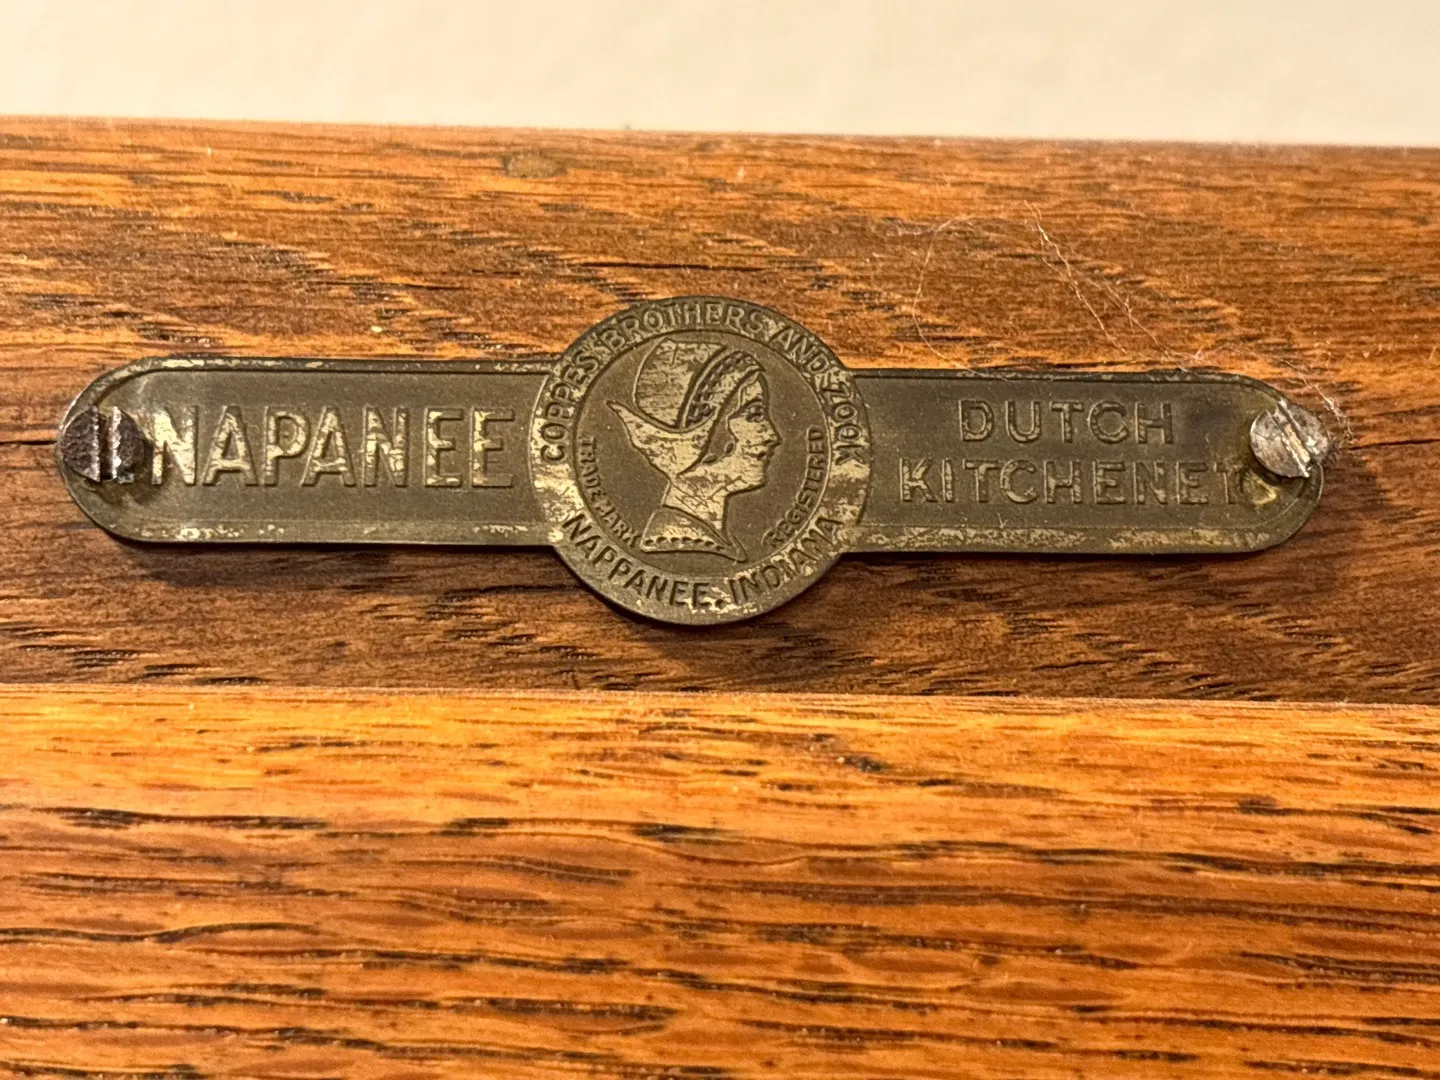 NAPANEE
COPPES BROTHERS AND ZOOK
TRADE MARK
REGISTERED
NAPPANEE, INDIANA
DUTCH
KITCHENET